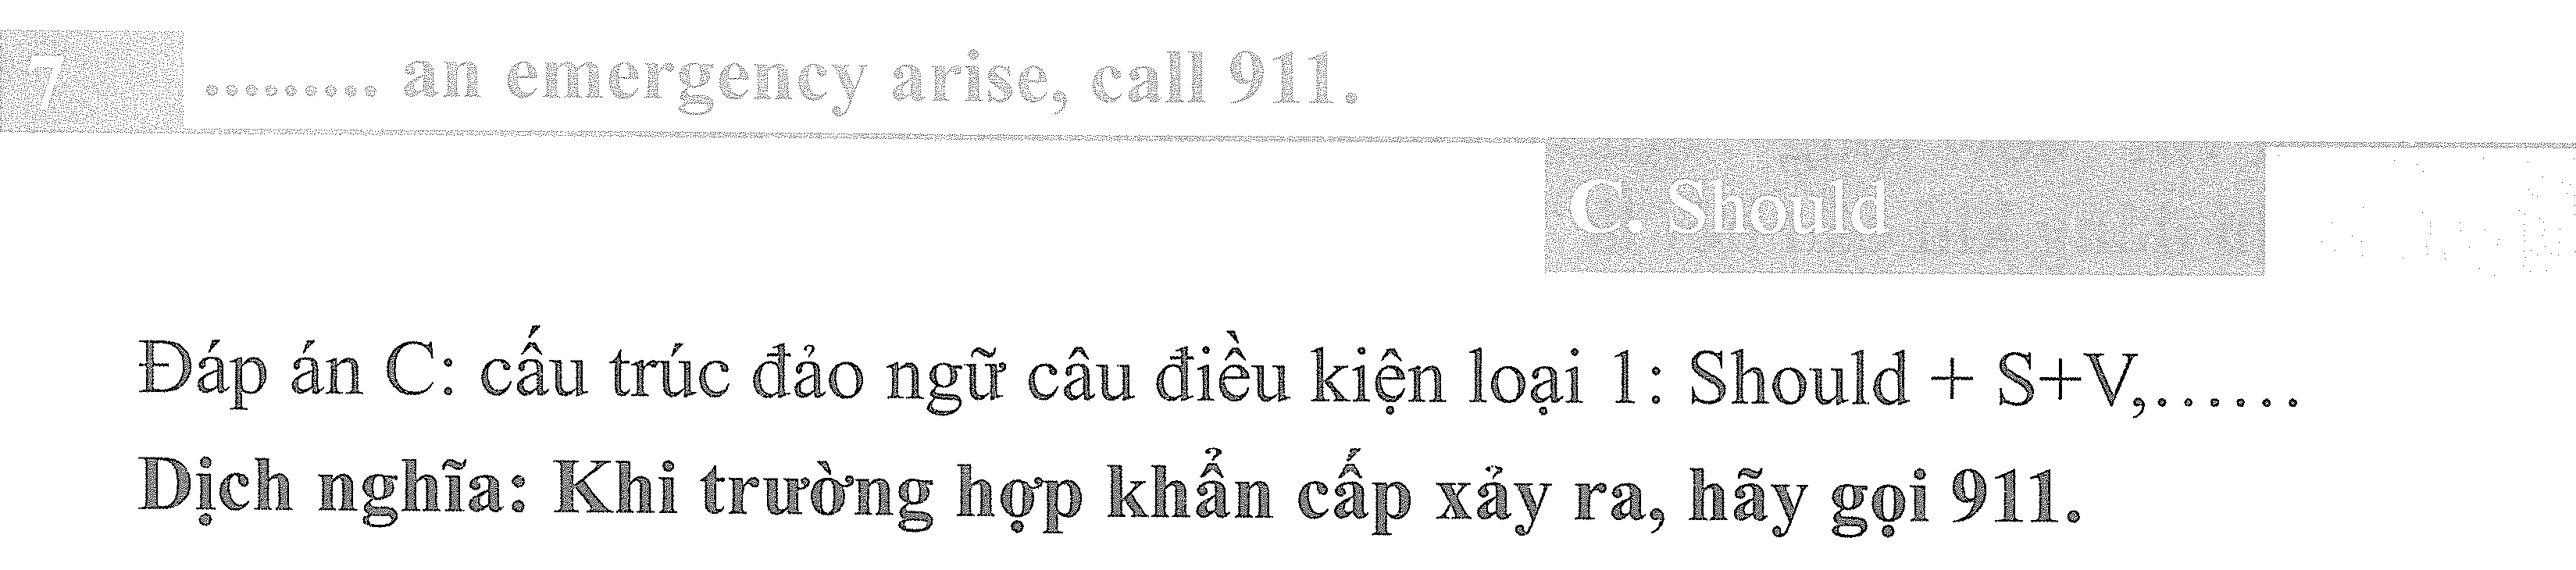 7 ......... an emergency arise, call 911.
C. Should
Đáp án C: cấu trúc đảo ngữ câu điều kiện loại 1: Should + S+V,......
Dịch nghĩa: Khi trường hợp khẩn cấp xảy ra, hãy gọi 911.